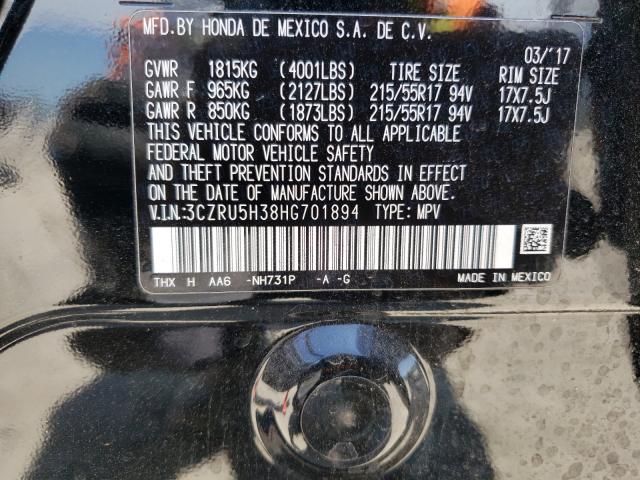 MFD.BY HONDA DE MEXICO S.A. DE C.V.
03/'17
GVWR 1815KG (4001LBS) TIRE SIZE RIM SIZE
GAWR F 965KG (2127LBS) 215/55R17 94V 17X7.5J
GAWR R 850KG (1873LBS) 215/55R17 94V 17X7.5J
THIS VEHICLE CONFORMS TO ALL APPLICABLE
FEDERAL MOTOR VEHICLE SAFETY
AND THEFT PREVENTION STANDARDS IN EFFECT
ON THE DATE OF MANUFACTURE SHOWN ABOVE.
V.I.N:3CZRU5H38HG701894 TYPE: MPV
THX H AA6 -NH731P -A -G MADE IN MEXICO